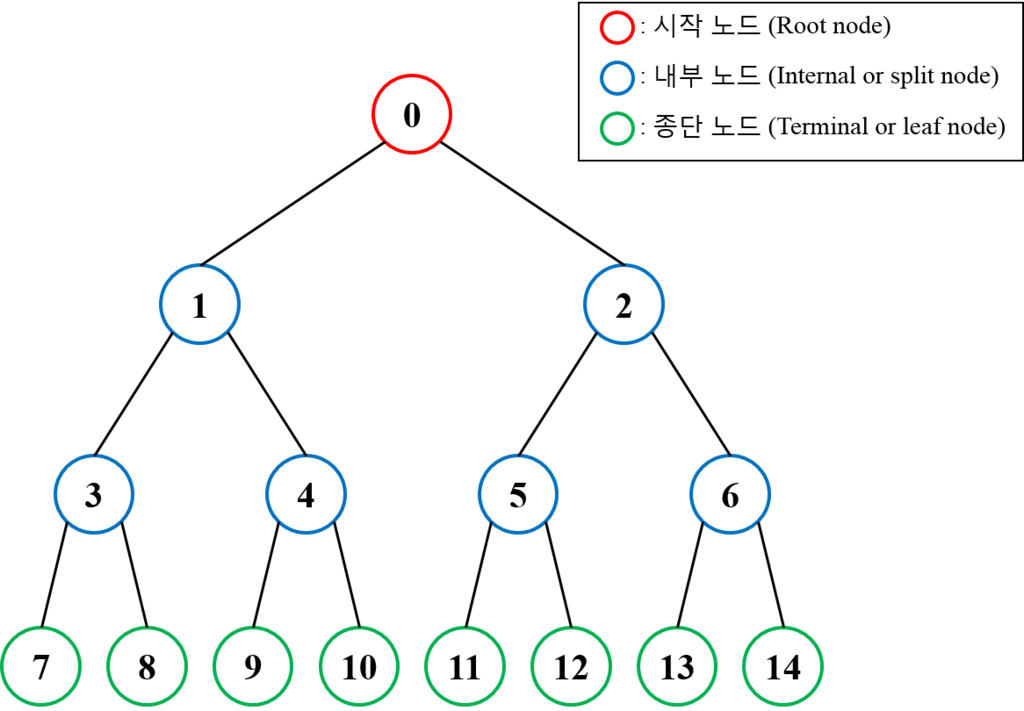 : 시작 노드 (Root node)
: 내부 노드 (Internal or split node)
: 종단 노드 (Terminal or leaf node)
0
1 2
3 4 5 6
7 8 9 10 11 12 13 14